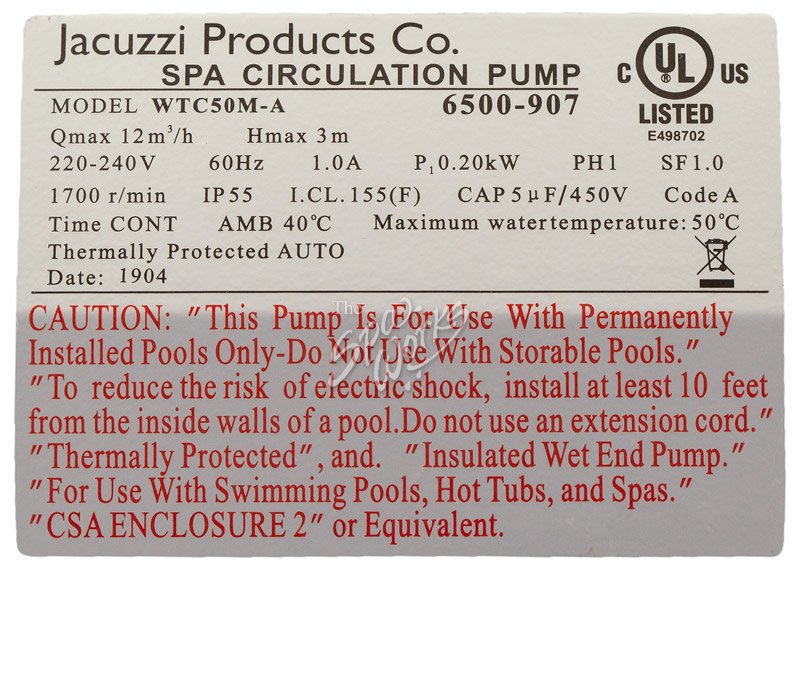 Jacuzzi Products Co.
SPA CIRCULATION PUMP
C UL ® US
LISTED
E498702
MODEL WTC50M-A 6500-907
Qmax 12m³/h Hmax 3m
220-240V 60Hz 1.0A P₁0.20kW PH1 SF1.0
1700 r/min IP55 I.CL.155(F) CAP5μF/450V Code A
Time CONT AMB 40℃ Maximum watertemperature:50℃
Thermally Protected AUTO
Date: 1904
The Spa Works
CAUTION: "This Pump Is For Use With Permanently
Installed Pools Only-Do Not Use With Storable Pools."
"To reduce the risk of electric shock, install at least 10 feet
from the inside walls of a pool.Do not use an extension cord."
"Thermally Protected", and. "Insulated Wet End Pump."
"For Use With Swimming Pools, Hot Tubs, and Spas."
"CSA ENCLOSURE 2" or Equivalent.